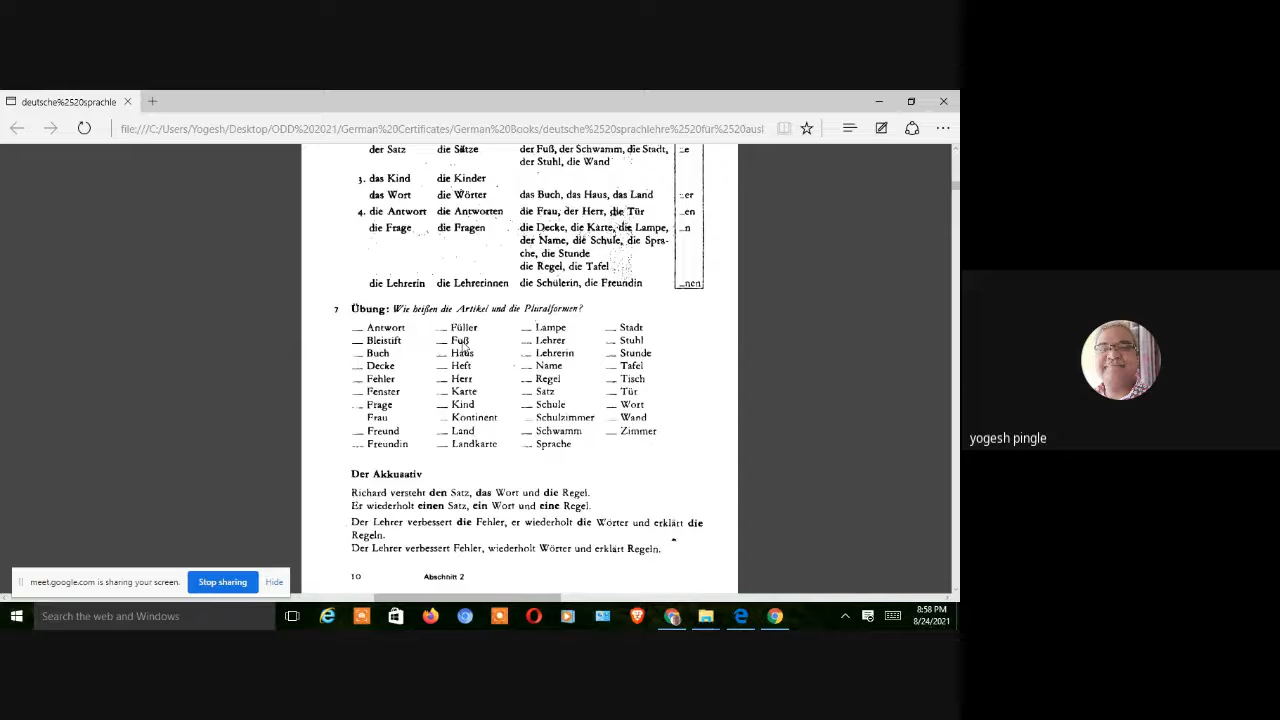 deutsche%2520sprachle
file:///C:/Users/Yogesh/Desktop/ODD%202021/German%20Certificates/German%20Books/deutsche%2520sprachlehre%2520für%2520ausl
der Satz die Sätze der Fuß, der Schwamm, die Stadt, ..e
der Stuhl, die Wand
3. das Kind die Kinder
das Wort die Wörter das Buch, das Haus, das Land ..er
4. die Antwort die Antworten die Frau, der Herr, die Tür _en
die Frage die Fragen die Decke, die Karte, die Lampe, _n
der Name, die Schule, die Spra-
che, die Stunde
die Regel, die Tafel
die Lehrerin die Lehrerinnen die Schülerin, die Freundin _nen
7 Übung: Wie heißen die Artikel und die Pluralformen?
__ Antwort __ Füller __ Lampe __ Stadt
__ Bleistift __ Fuß __ Lehrer __ Stuhl
__ Buch __ Haus __ Lehrerin __ Stunde
__ Decke __ Heft __ Name __ Tafel
__ Fehler __ Herr __ Regel __ Tisch
__ Fenster __ Karte __ Satz __ Tür
__ Frage __ Kind __ Schule __ Wort
Frau __ Kontinent __ Schulzimmer __ Wand
__ Freund __ Land __ Schwamm __ Zimmer
__ Freundin __ Landkarte __ Sprache
Der Akkusativ
Richard versteht den Satz, das Wort und die Regel.
Er wiederholt einen Satz, ein Wort und eine Regel.
Der Lehrer verbessert die Fehler, er wiederholt die Wörter und erklärt die
Regeln.
Der Lehrer verbessert Fehler, wiederholt Wörter und erklärt Regeln.
10 Abschnitt 2
yogesh pingle
meet.google.com is sharing your screen. Stop sharing Hide
Search the web and Windows
8:58 PM
8/24/2021